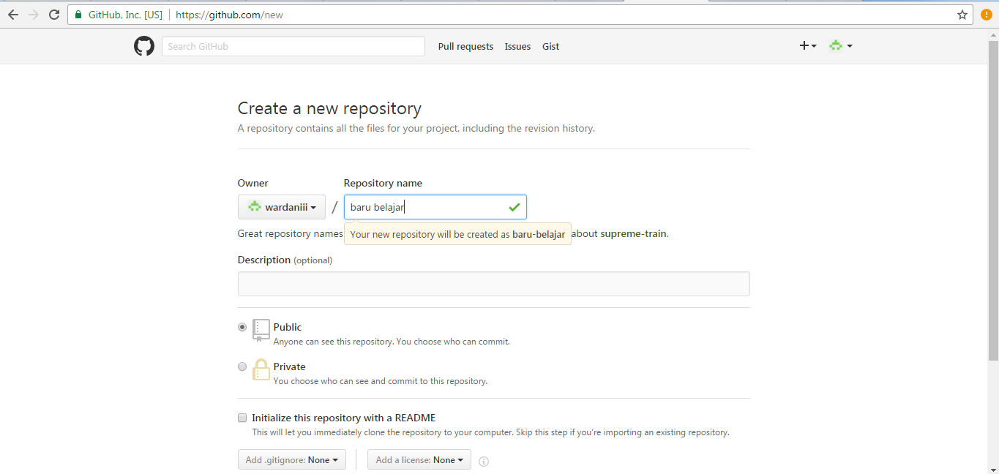 GitHub, Inc. [US] https://github.com/new
Search GitHub Pull requests Issues Gist
Create a new repository
A repository contains all the files for your project, including the revision history.
Owner Repository name
wardaniii / baru belajar
Great repository names about supreme-train.
Your new repository will be created as baru-belajar
Description (optional)
Public
Anyone can see this repository. You choose who can commit.
Private
You choose who can see and commit to this repository.
Initialize this repository with a README
This will let you immediately clone the repository to your computer. Skip this step if you’re importing an existing repository.
Add .gitignore: None Add a license: None